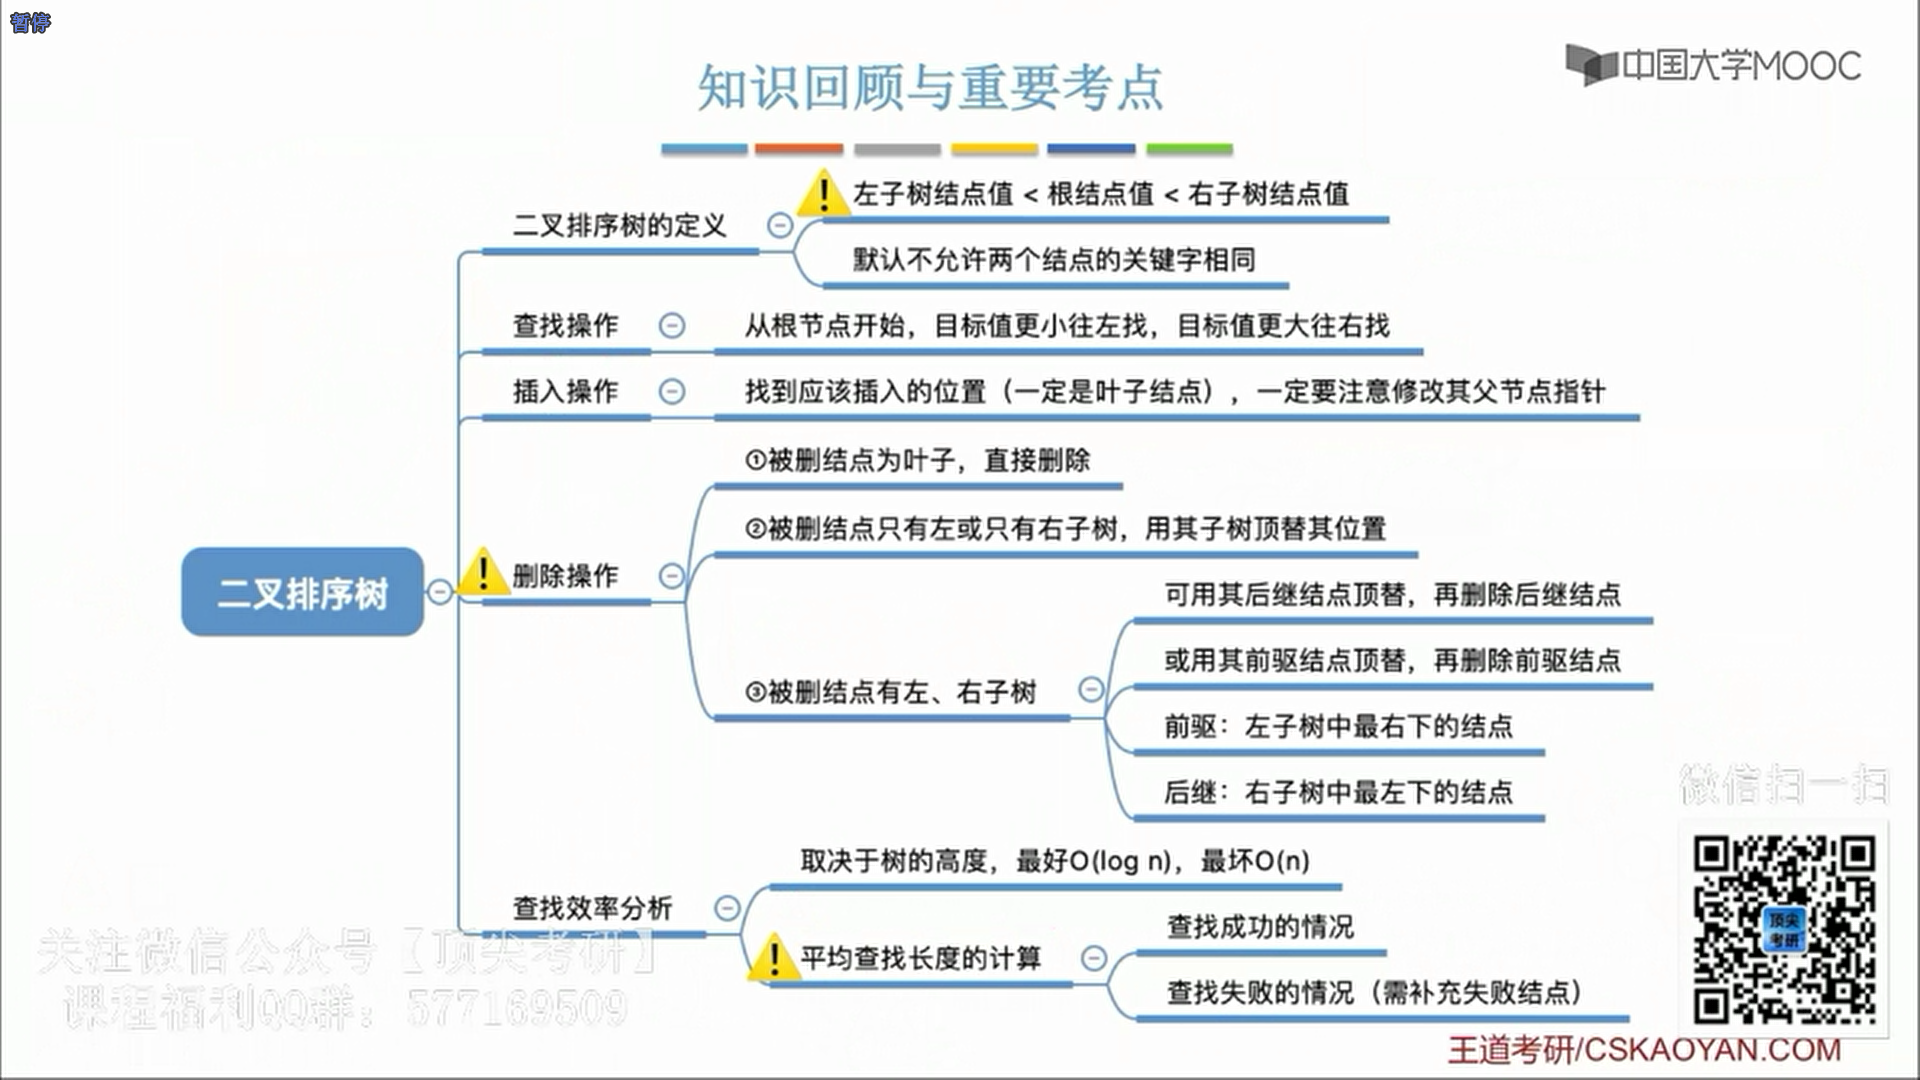 暂停
中国大学MOOC
知识回顾与重要考点
左子树结点值 < 根结点值 < 右子树结点值
二叉排序树的定义
默认不允许两个结点的关键字相同
查找操作
从根节点开始，目标值更小往左找，目标值更大往右找
插入操作
找到应该插入的位置（一定是叶子结点），一定要注意修改其父节点指针
①被删结点为叶子，直接删除
②被删结点只有左或只有右子树，用其子树顶替其位置
二叉排序树
删除操作
可用其后继结点顶替，再删除后继结点
或用其前驱结点顶替，再删除前驱结点
③被删结点有左、右子树
前驱：左子树中最右下的结点
后继：右子树中最左下的结点
微信扫一扫
取决于树的高度，最好O(log n)，最坏O(n)
查找效率分析
查找成功的情况
平均查找长度的计算
查找失败的情况（需补充失败结点）
顶尖
考研
关注微信公众号【顶尖考研】
课程福利QQ群：577169509
王道考研/CSKAOYAN.COM